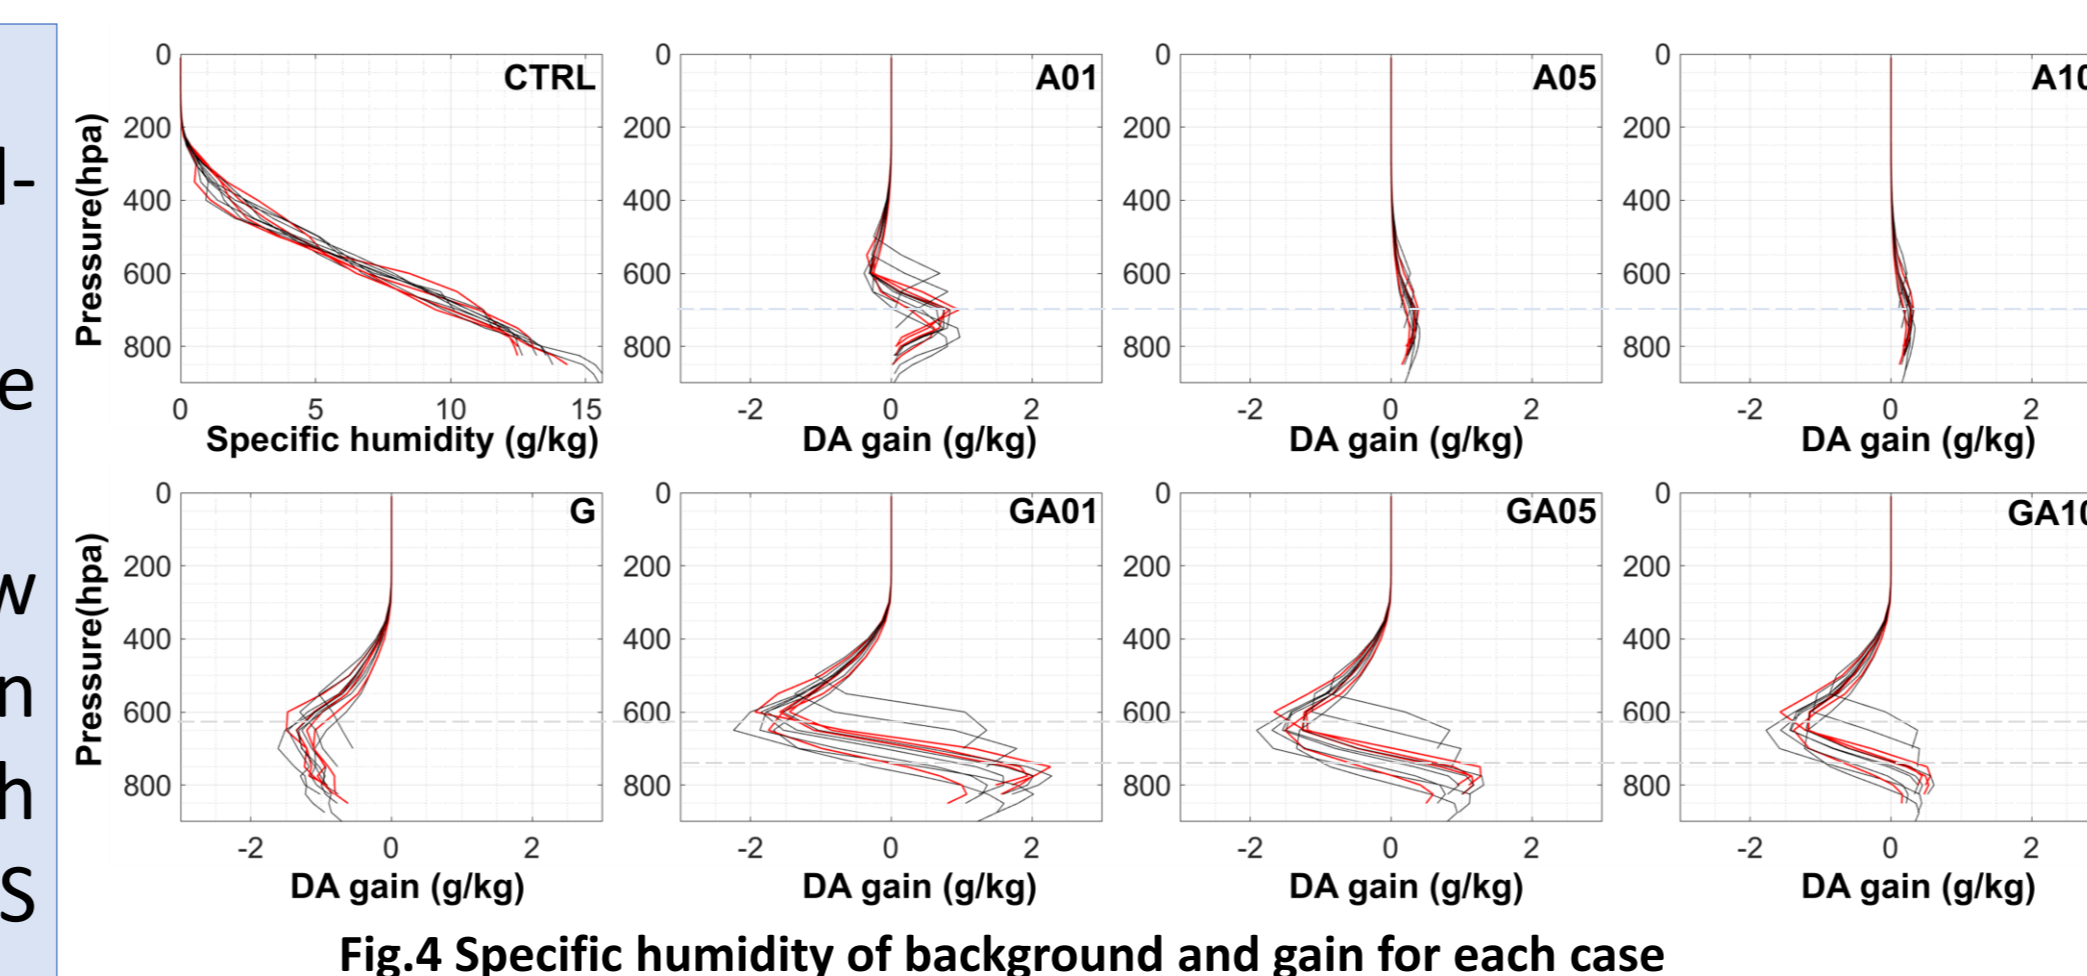 l-
e
w
n
h
S
0 CTRL
200
400
600
800
Pressure(hpa)
0 5 10 15
Specific humidity (g/kg)
0 A01
200
400
600
800
-2 0 2
DA gain (g/kg)
0 A05
200
400
600
800
-2 0 2
DA gain (g/kg)
0 A10
200
400
600
800
-2 0 2
DA gain (g/kg)
0 G
200
400
600
800
Pressure(hpa)
-2 0 2
DA gain (g/kg)
0 GA01
200
400
600
800
-2 0 2
DA gain (g/kg)
0 GA05
200
400
600
800
-2 0 2
DA gain (g/kg)
0 GA10
200
400
600
800
-2 0 2
DA gain (g/kg)
Fig.4 Specific humidity of background and gain for each case